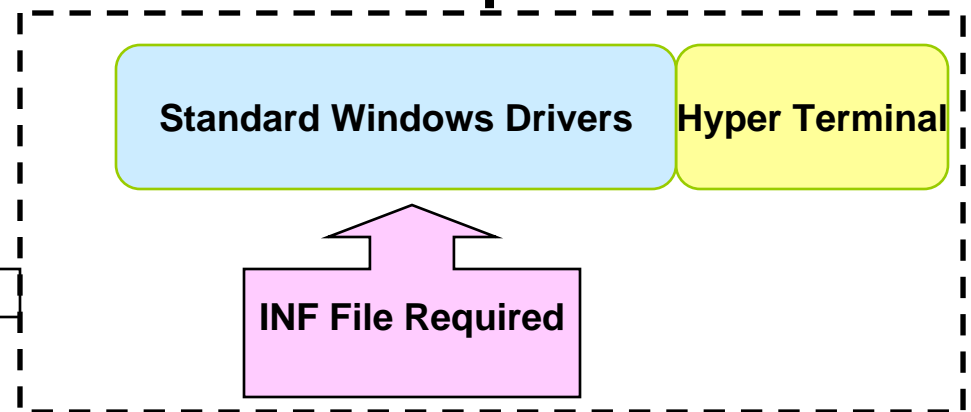 Standard Windows Drivers
Hyper Terminal
INF File Required